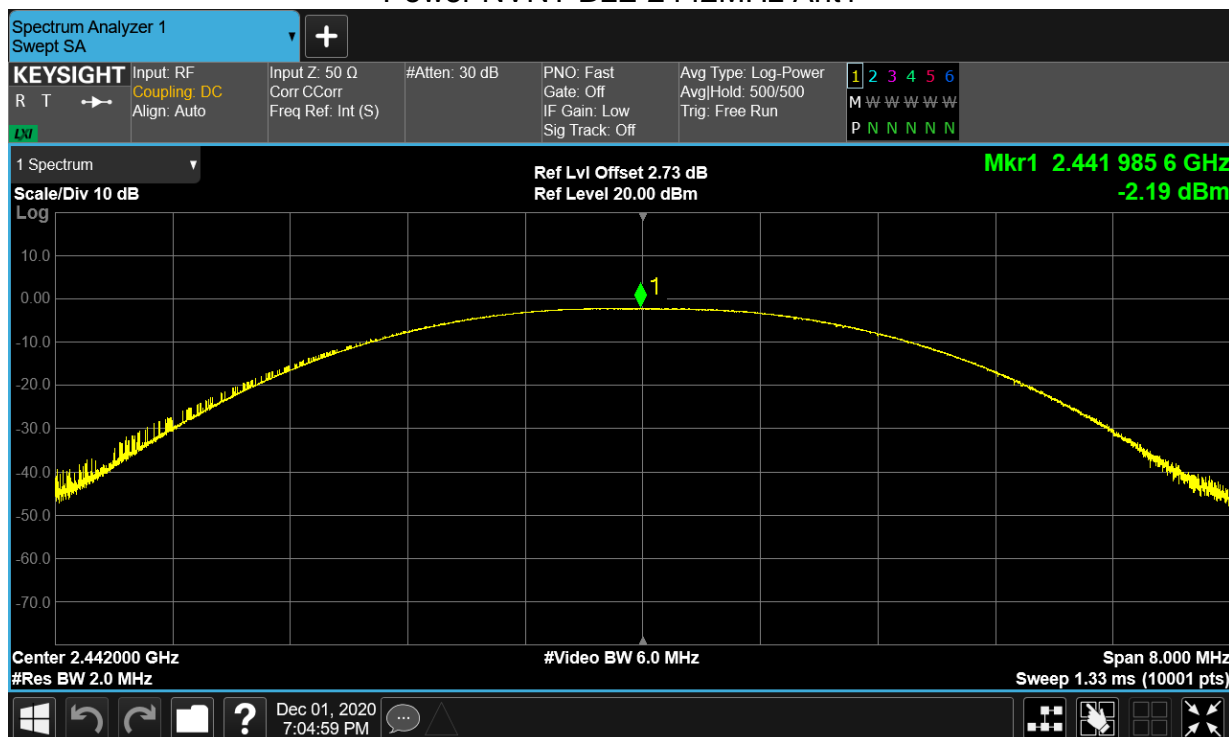 Spectrum Analyzer 1
Swept SA
KEYSIGHT
R T
LXI
Input: RF
Coupling: DC
Align: Auto
Input Z: 50 Ω
Corr CCorr
Freq Ref: Int (S)
#Atten: 30 dB
PNO: Fast
Gate: Off
IF Gain: Low
Sig Track: Off
Avg Type: Log-Power
Avg|Hold: 500/500
Trig: Free Run
1 2 3 4 5 6
M W W W W W
P N N N N N
1 Spectrum
Scale/Div 10 dB
Log
Ref Lvl Offset 2.73 dB
Ref Level 20.00 dBm
Mkr1 2.441 985 6 GHz
-2.19 dBm
1
10.0
0.00
-10.0
-20.0
-30.0
-40.0
-50.0
-60.0
-70.0
Center 2.442000 GHz
#Res BW 2.0 MHz
#Video BW 6.0 MHz
Span 8.000 MHz
Sweep 1.33 ms (10001 pts)
?
Dec 01, 2020
7:04:59 PM